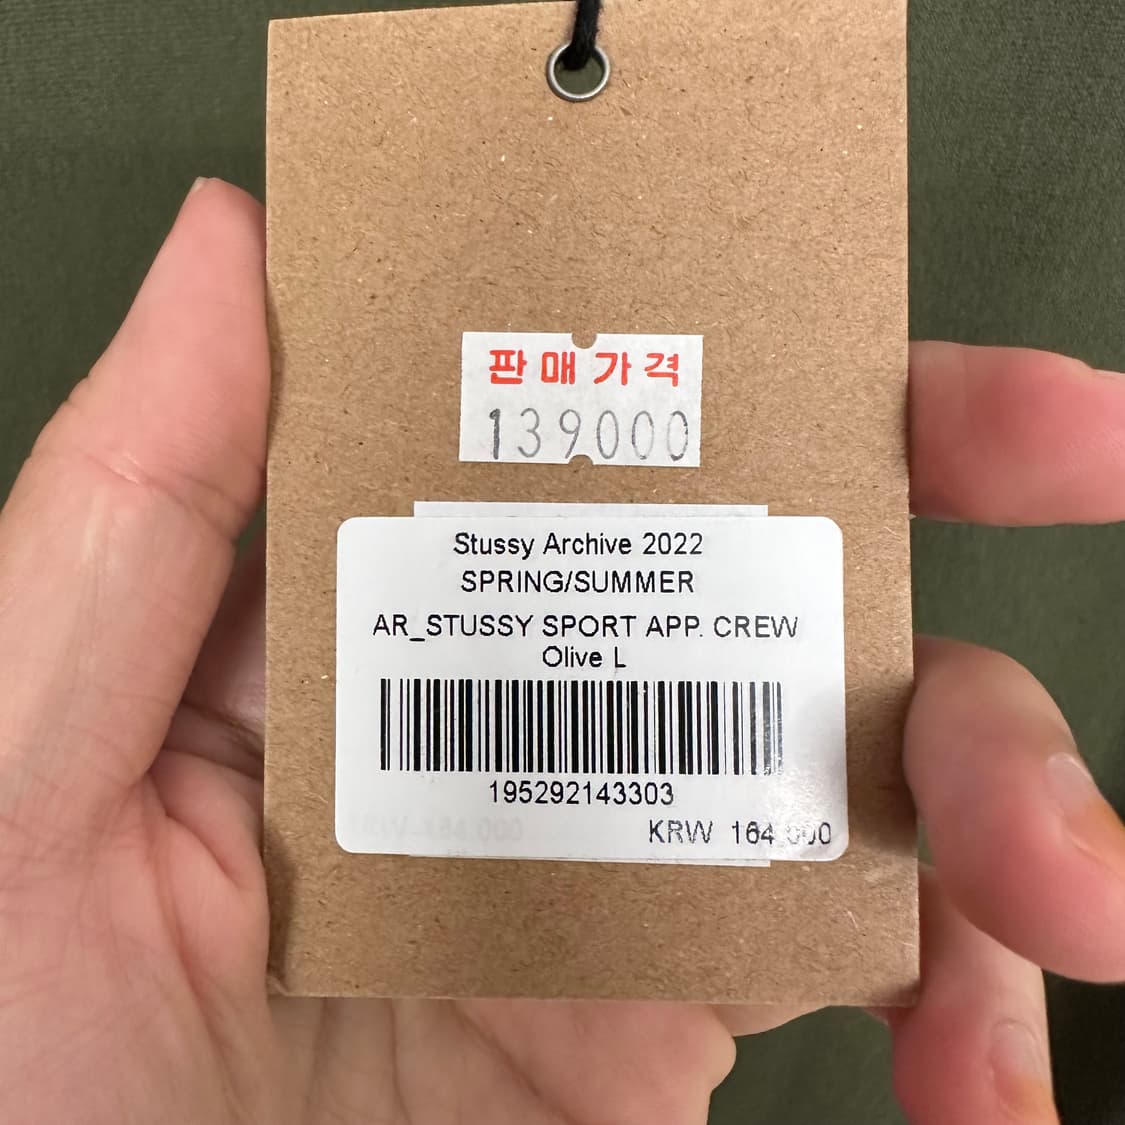 판매가격
139000
Stussy Archive 2022
SPRING/SUMMER
AR_STUSSY SPORT APP. CREW
Olive L
195292143303
KRW 164 000